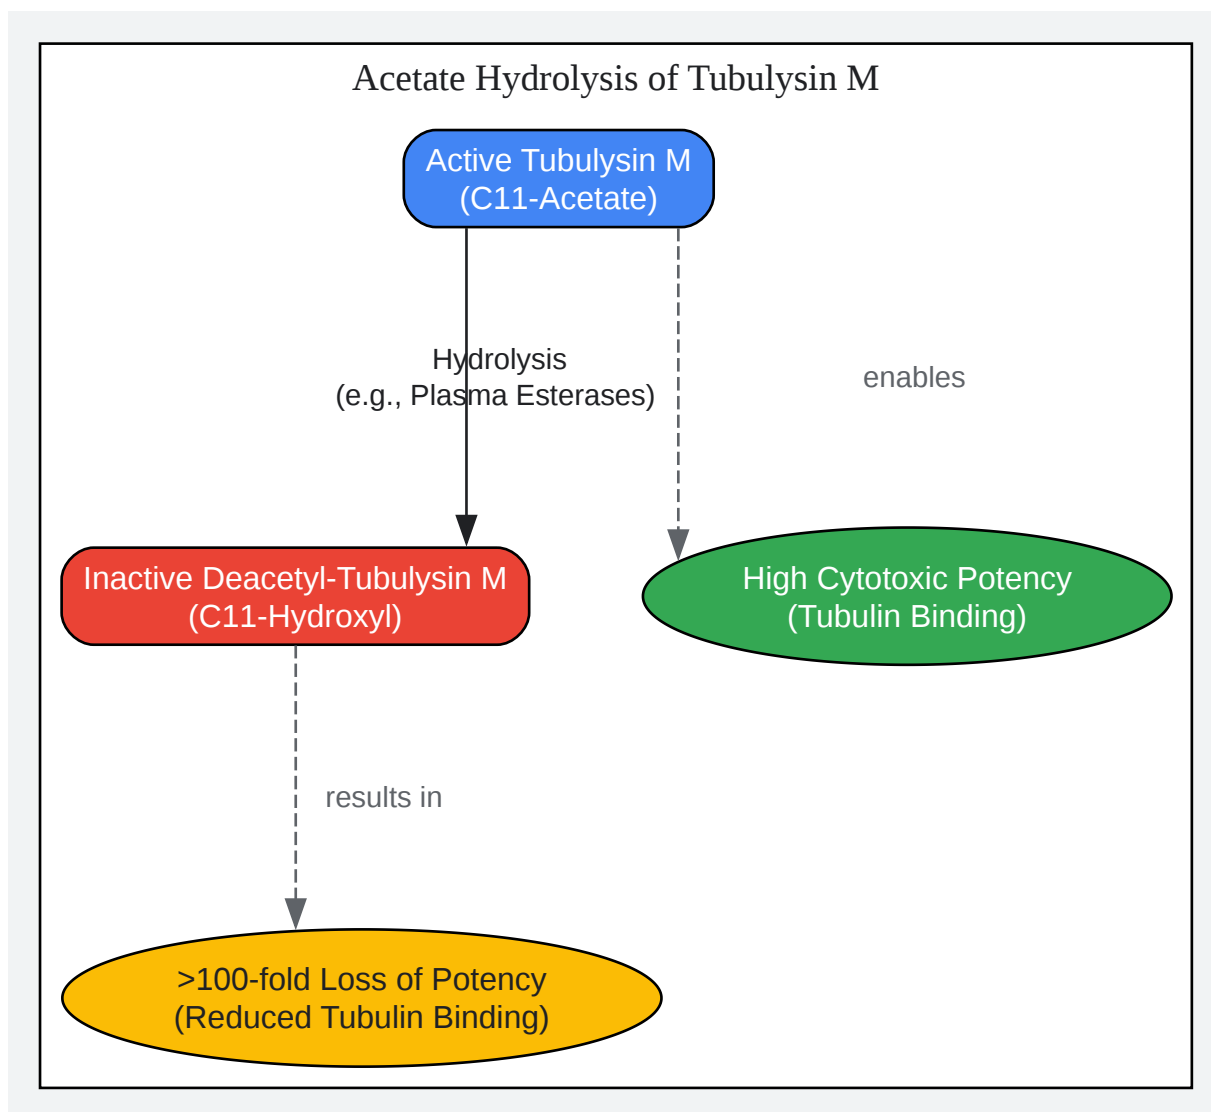 Acetate Hydrolysis of Tubulysin M
Active Tubulysin M
(C11-Acetate)
Hydrolysis
(e.g., Plasma Esterases)
enables
Inactive Deacetyl-Tubulysin M
(C11-Hydroxyl)
High Cytotoxic Potency
(Tubulin Binding)
results in
>100-fold Loss of Potency
(Reduced Tubulin Binding)